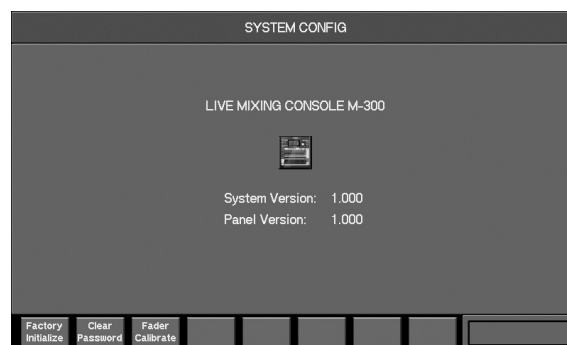 SYSTEM CONFIG
LIVE MIXING CONSOLE M-300
System Version: 1.000
Panel Version: 1.000
Factory Initialize
Clear Password
Fader Calibrate